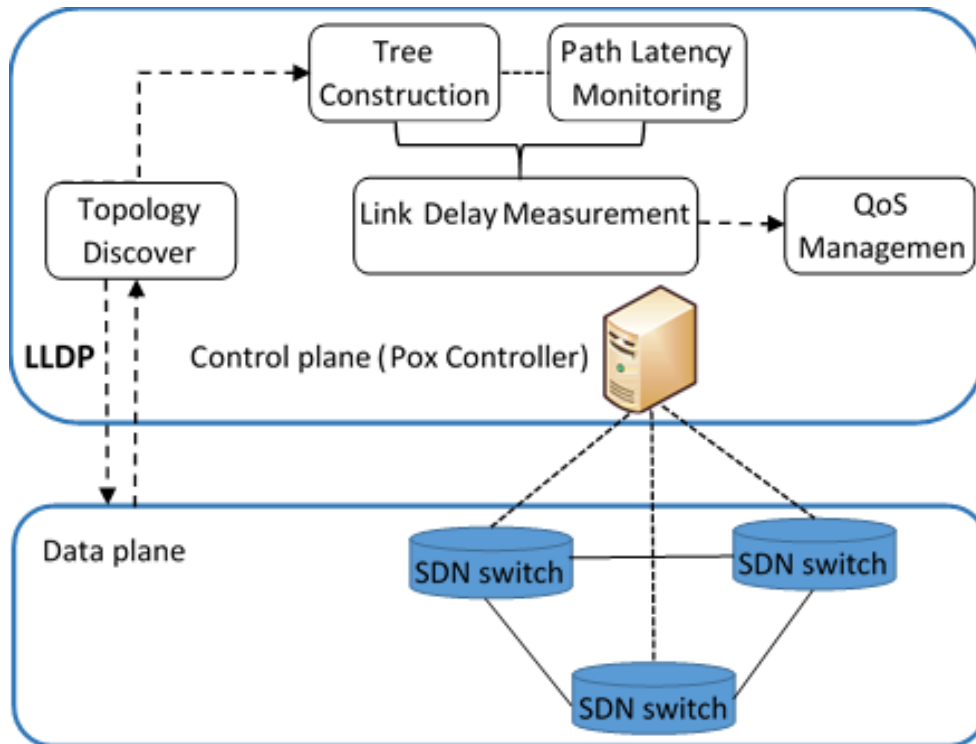 Tree
Construction
Path Latency
Monitoring
Topology
Discover
Link Delay Measurement
QoS
Managemen
LLDP
Control plane (Pox Controller)
Data plane
SDN switch
SDN switch
SDN switch